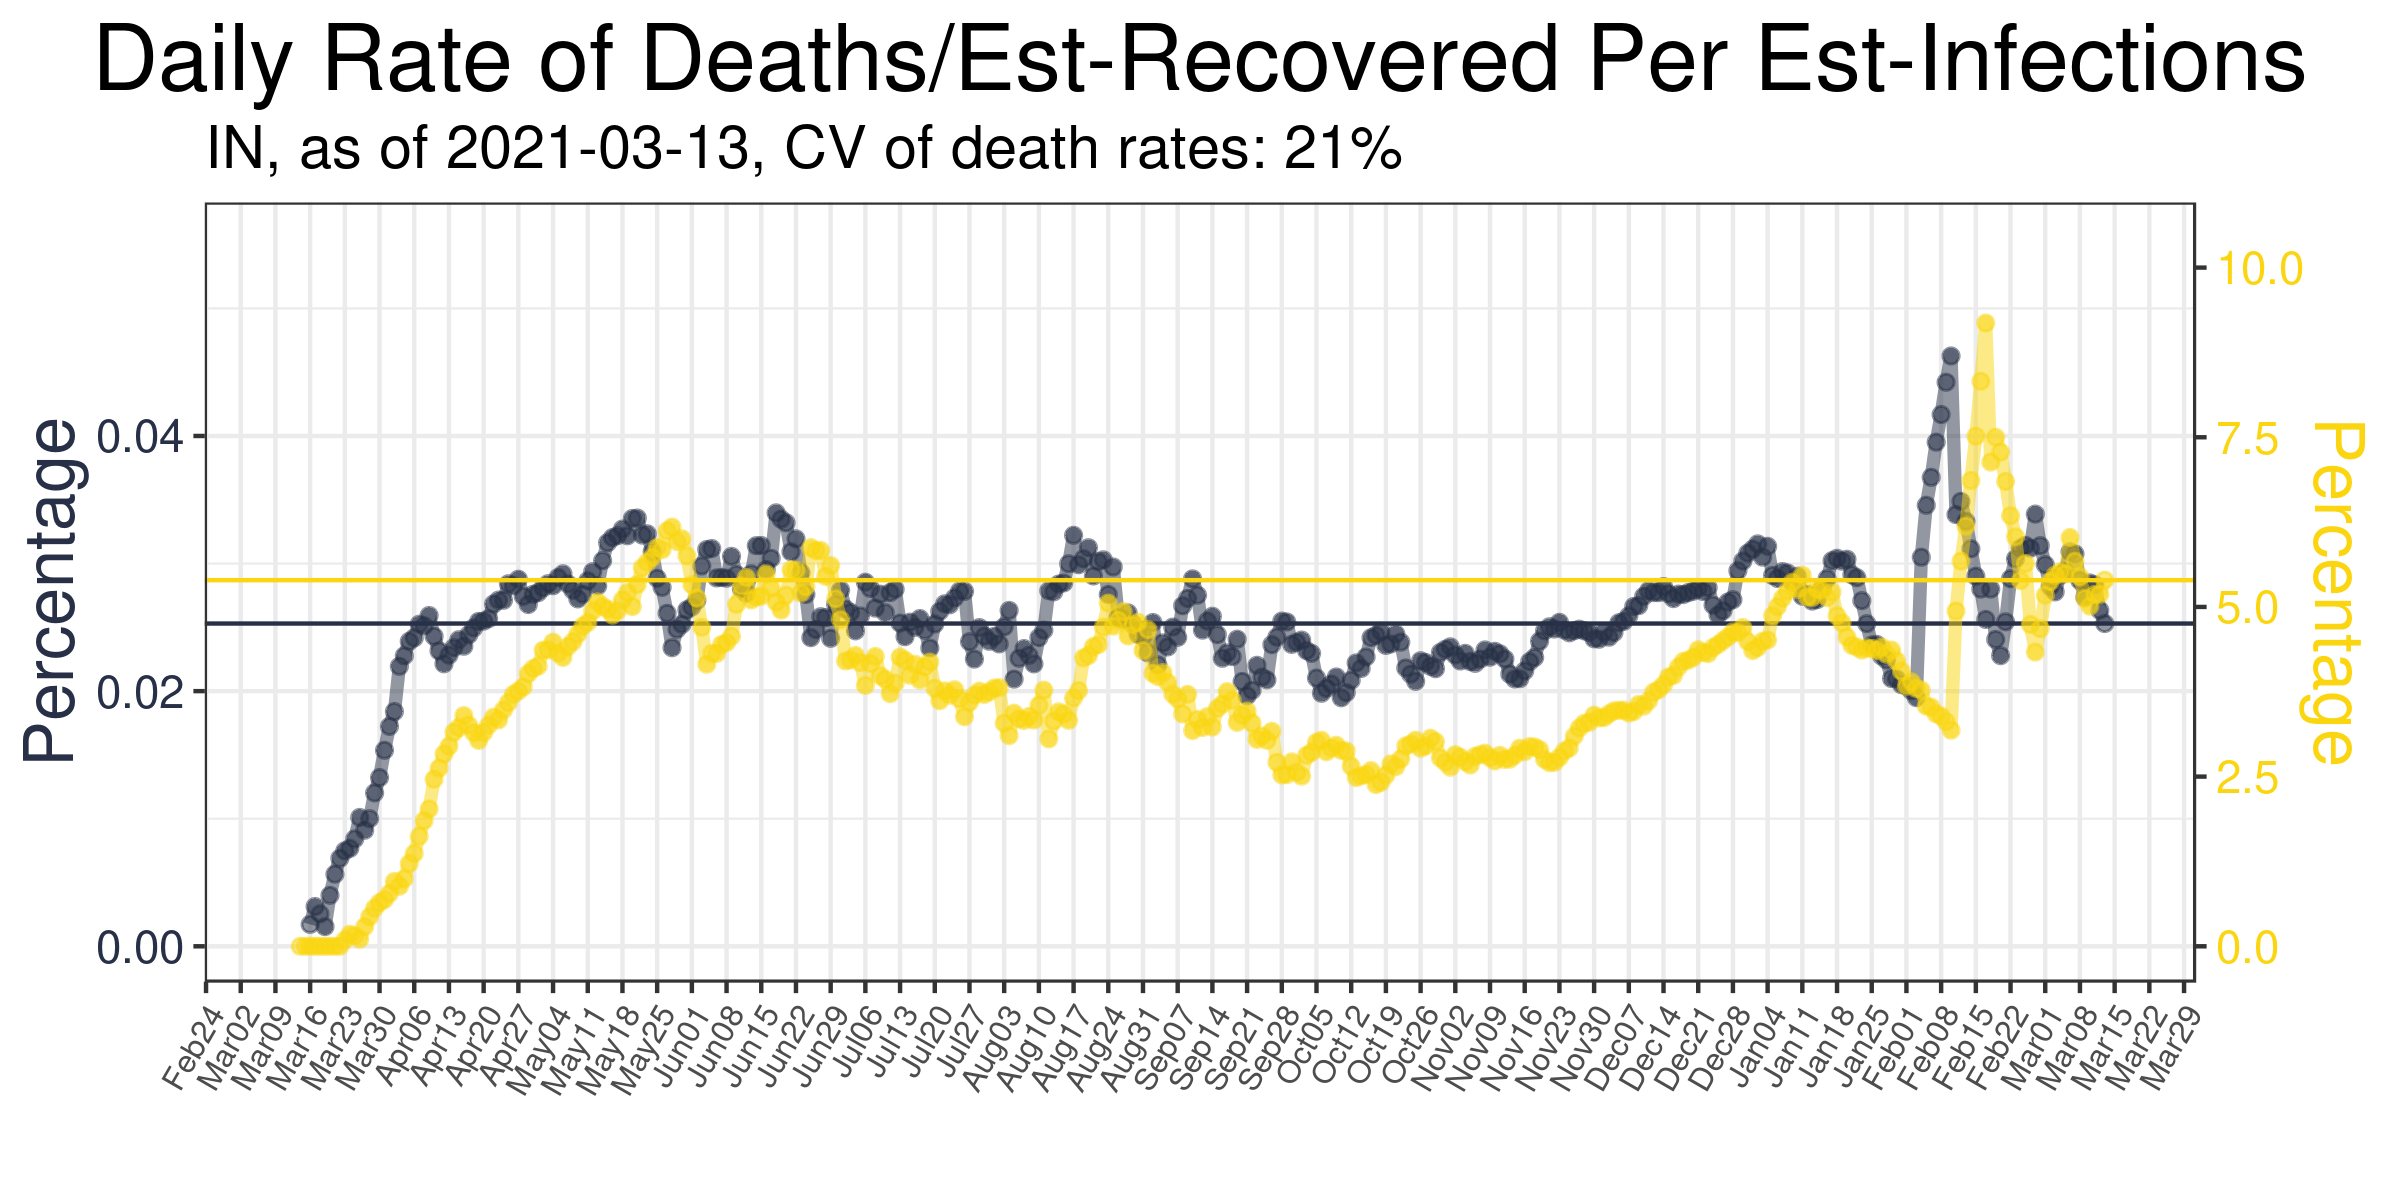 Daily Rate of Deaths/Est-Recovered Per Est-Infections
IN, as of 2021-03-13, CV of death rates: 21%
Percentage
0.04
0.02
0.00
10.0
7.5
5.0
2.5
0.0
Percentage
Feb24
Mar02
Mar09
Mar16
Mar23
Mar30
Apr06
Apr13
Apr20
Apr27
May04
May11
May18
May25
Jun01
Jun08
Jun15
Jun22
Jun29
Jul06
Jul13
Jul20
Jul27
Aug03
Aug10
Aug17
Aug24
Aug31
Sep07
Sep14
Sep21
Sep28
Oct05
Oct12
Oct19
Oct26
Nov02
Nov09
Nov16
Nov23
Nov30
Dec07
Dec14
Dec21
Dec28
Jan04
Jan11
Jan18
Jan25
Feb01
Feb08
Feb15
Feb22
Mar01
Mar08
Mar15
Mar22
Mar29